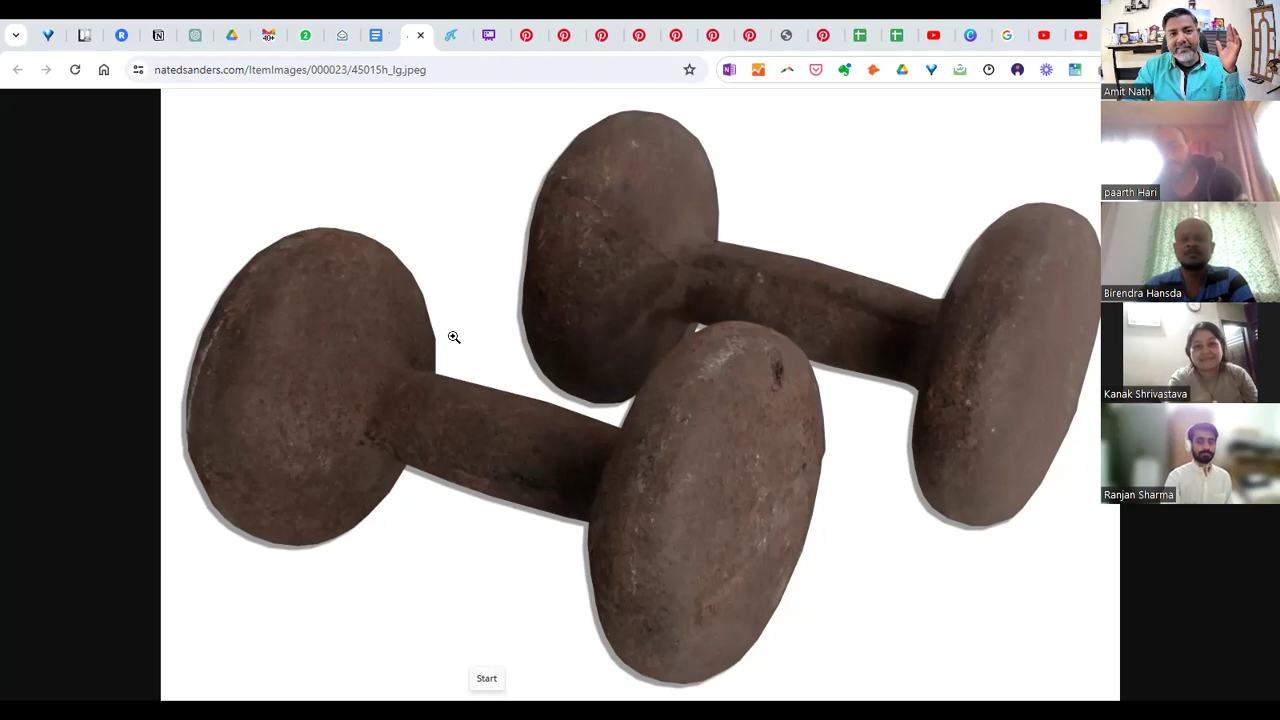 natedsanders.com/ItemImages/000023/45015h_lg.jpeg
Amit Nath
paarth Hari
Birendra Hansda
Kanak Shrivastava
Ranjan Sharma
Start